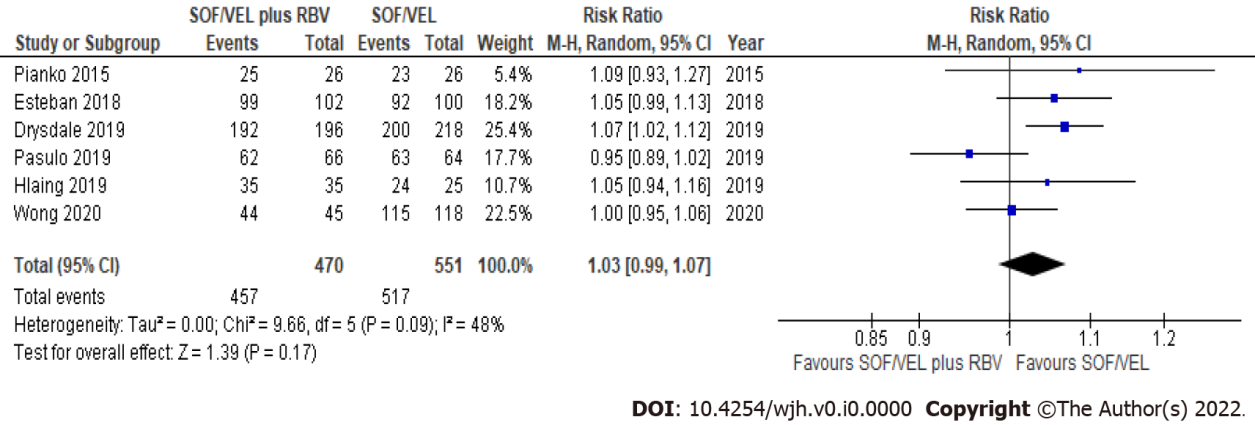 SOF/VEL plus RBV SOF/VEL Risk Ratio Risk Ratio
Study or Subgroup Events Total Events Total Weight M-H, Random, 95% CI Year M-H, Random, 95% CI
Pianko 2015 25 26 23 26 5.4% 1.09 [0.93, 1.27] 2015
Esteban 2018 99 102 92 100 18.2% 1.05 [0.99, 1.13] 2018
Drysdale 2019 192 196 200 218 25.4% 1.07 [1.02, 1.12] 2019
Pasulo 2019 62 66 63 64 17.7% 0.95 [0.89, 1.02] 2019
Hlaing 2019 35 35 24 25 10.7% 1.05 [0.94, 1.16] 2019
Wong 2020 44 45 115 118 22.5% 1.00 [0.95, 1.06] 2020
Total (95% CI) 470 551 100.0% 1.03 [0.99, 1.07]
Total events 457 517
Heterogeneity: Tau² = 0.00; Chi² = 9.66, df = 5 (P = 0.09); I² = 48%
Test for overall effect: Z = 1.39 (P = 0.17)
0.85 0.9 1 1.1 1.2
Favours SOF/VEL plus RBV Favours SOF/VEL
DOI: 10.4254/wjh.v0.i0.0000 Copyright ©The Author(s) 2022.